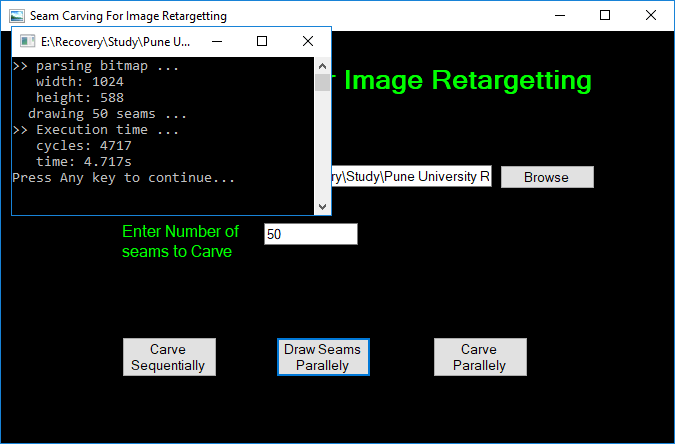 Seam Carving For Image Retargetting
E:\Recovery\Study\Pune U...
>> parsing bitmap ...
width: 1024
height: 588
drawing 50 seams ...
>> Execution time ...
cycles: 4717
time: 4.717s
Press Any key to continue...
Image Retargetting
ry\Study\Pune University R
Browse
Enter Number of
seams to Carve
50
Carve
Sequentially
Draw Seams
Parallely
Carve
Parallely